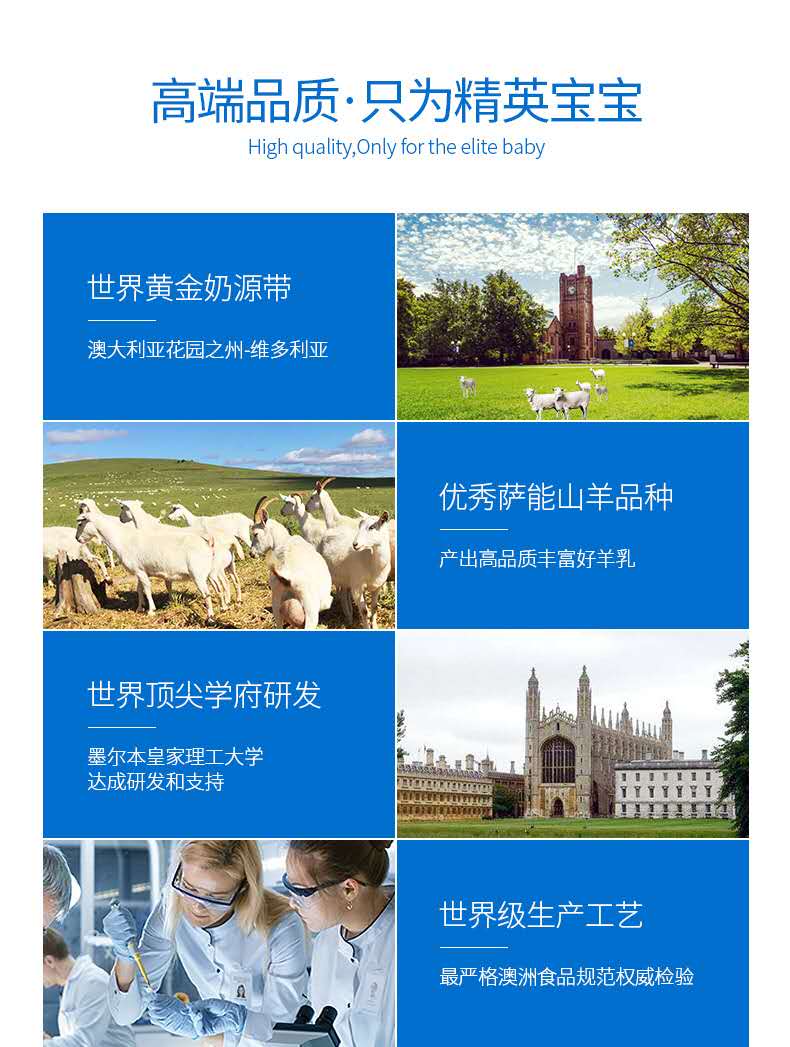 高端品质·只为精英宝宝
High quality,Only for the elite baby
世界黄金奶源带
澳大利亚花园之州-维多利亚
优秀萨能山羊品种
产出高品质丰富好羊乳
世界顶尖学府研发
墨尔本皇家理工大学
达成研发和支持
世界级生产工艺
最严格澳洲食品规范权威检验